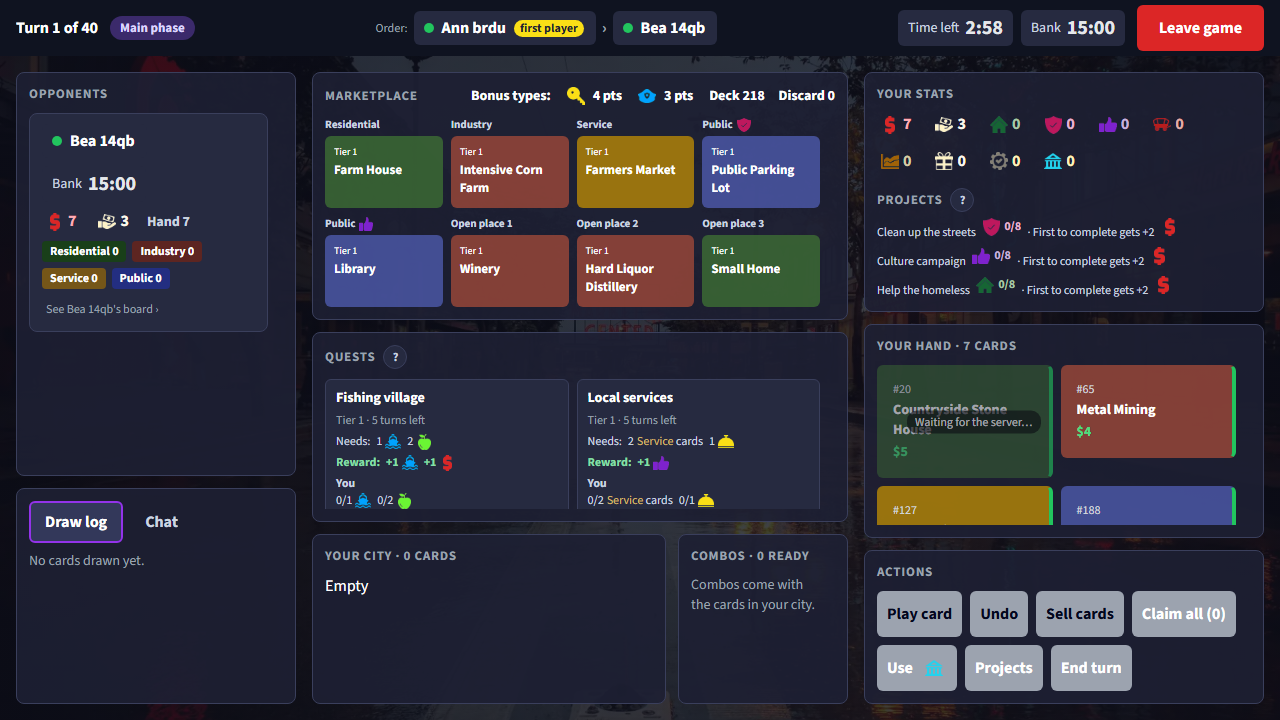 Turn 1 of 40 Main phase Order: Ann brdu first player › Bea 14qb Time left 2:58 Bank 15:00 Leave game
OPPONENTS
Bea 14qb
Bank 15:00
7 3 Hand 7
Residential 0 Industry 0
Service 0 Public 0
See Bea 14qb's board ›
Draw log Chat
No cards drawn yet.
MARKETPLACE Bonus types: 4 pts 3 pts Deck 218 Discard 0
Residential Industry Service Public
Tier 1 Tier 1 Tier 1 Tier 1
Farm House Intensive Corn Farmers Market Public Parking
Farm Lot
Public Open place 1 Open place 2 Open place 3
Tier 1 Tier 1 Tier 1 Tier 1
Library Winery Hard Liquor Small Home
Distillery
QUESTS ?
Fishing village Local services
Tier 1 · 5 turns left Tier 1 · 5 turns left
Needs: 1 2 Needs: 2 Service cards 1
Reward: +1 +1 Reward: +1
You You
0/1 0/2 0/2 Service cards 0/1
YOUR CITY · 0 CARDS
Empty
COMBOS · 0 READY
Combos come with
the cards in your city.
YOUR STATS
7 3 0 0 0 0
0 0 0 0
PROJECTS ?
Clean up the streets 0/8 · First to complete gets +2
Culture campaign 0/8 · First to complete gets +2
Help the homeless 0/8 · First to complete gets +2
YOUR HAND · 7 CARDS
#20 #65
Countryside Stone Metal Mining
House
Waiting for the server…
$5 $4
#127 #188
ACTIONS
Play card Undo Sell cards Claim all (0)
Use Projects End turn